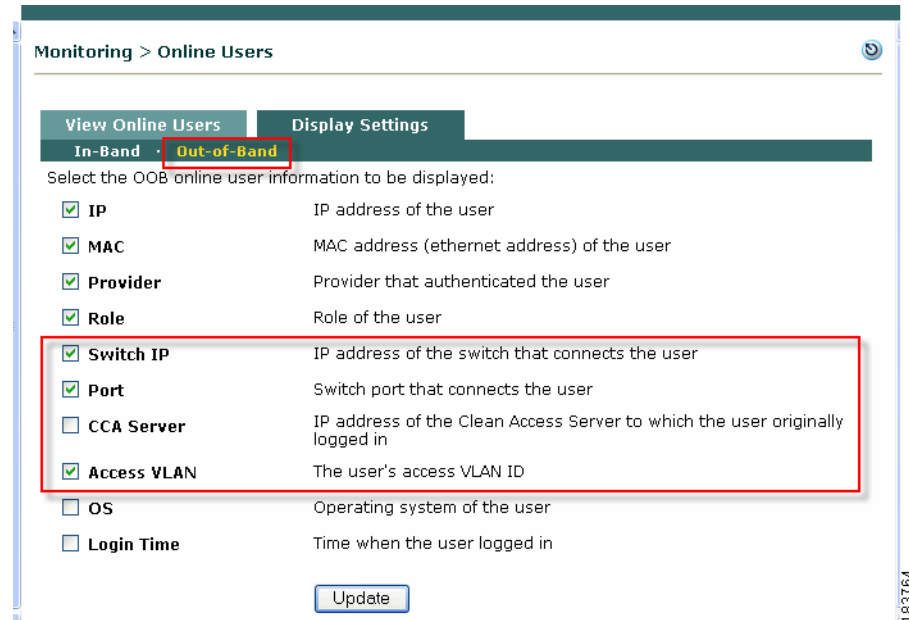 Monitoring > Online Users
View Online Users
Display Settings
In-Band · Out-of-Band
Select the OOB online user information to be displayed:
IP IP address of the user
MAC MAC address (ethernet address) of the user
Provider Provider that authenticated the user
Role Role of the user
Switch IP IP address of the switch that connects the user
Port Switch port that connects the user
CCA Server IP address of the Clean Access Server to which the user originally
logged in
Access VLAN The user's access VLAN ID
OS Operating system of the user
Login Time Time when the user logged in
Update
183764